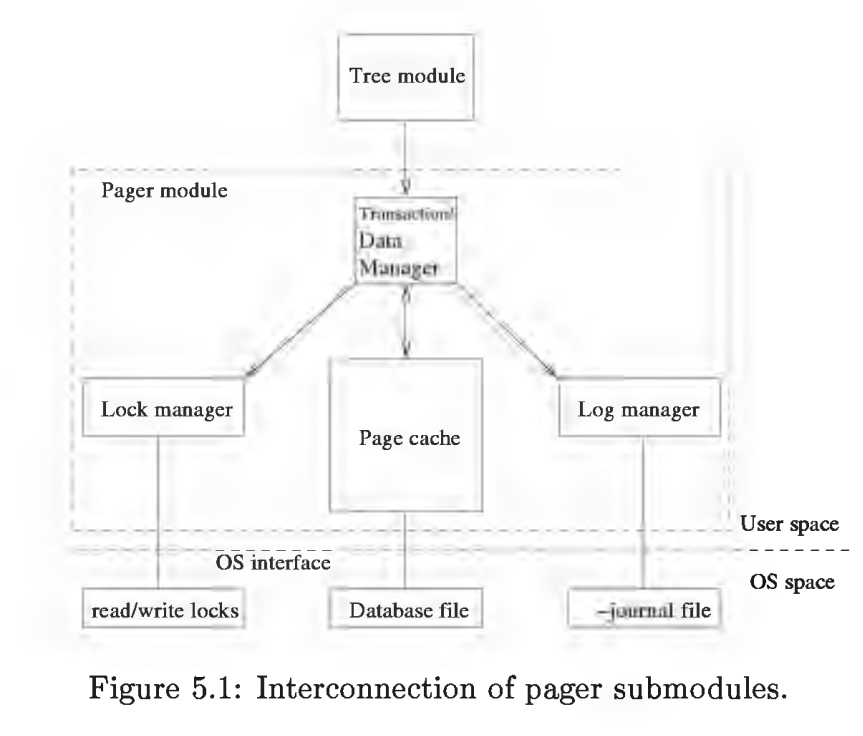 Tree module
Pager module
Transaction/
Data
Manager
Lock manager
Page cache
Log manager
User space
OS interface
OS space
read/write locks
Database file
–journal file
Figure 5.1: Interconnection of pager submodules.